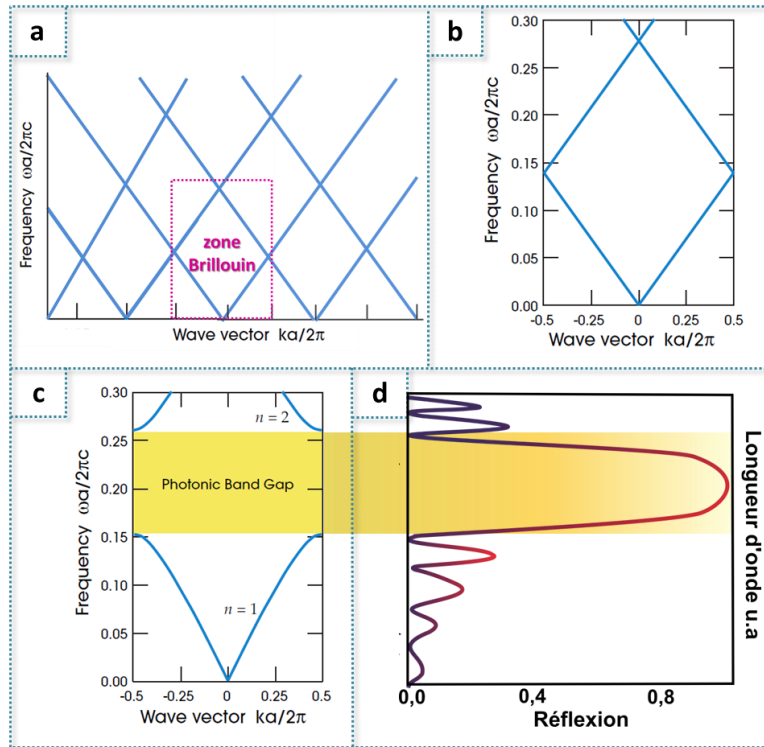 a
Frequency ωa/2πc
zone
Brillouin
Wave vector ka/2π
b
Frequency ωa/2πc
0.30
0.25
0.20
0.15
0.10
0.05
0.00
-0.5 -0.25 0 0.25 0.5
Wave vector ka/2π
c
Frequency ωa/2πc
0.30
0.25
0.20
0.15
0.10
0.05
0.00
n = 2
Photonic Band Gap
n = 1
-0.5 -0.25 0 0.25 0.5
Wave vector ka/2π
d
Longueur d'onde u.a
0,0 0,4 0,8
Réflexion